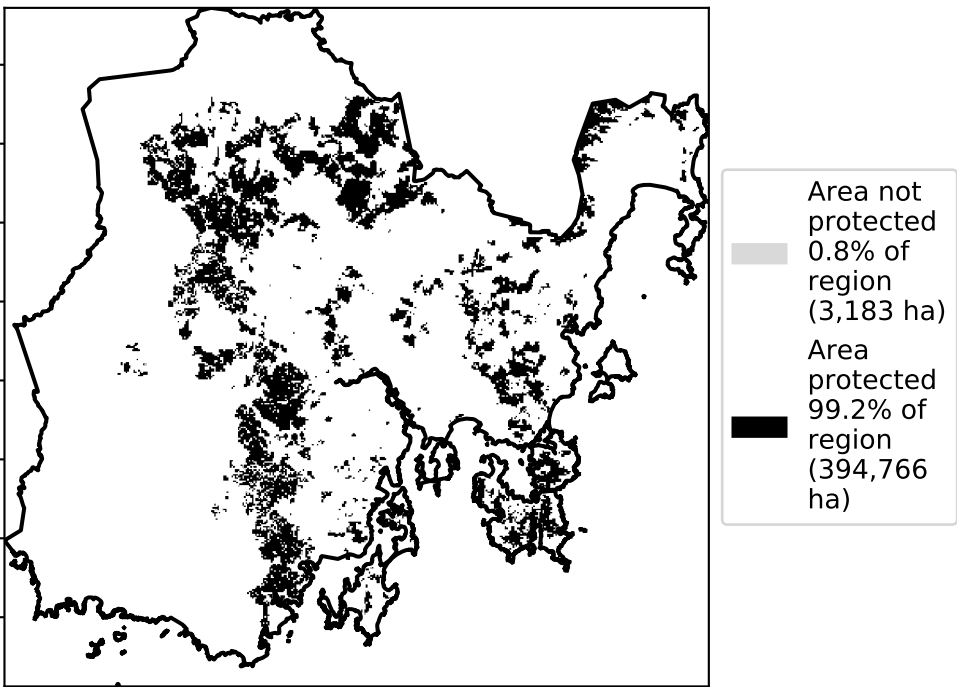 Area not
protected
0.8% of
region
(3,183 ha)
Area
protected
99.2% of
region
(394,766
ha)